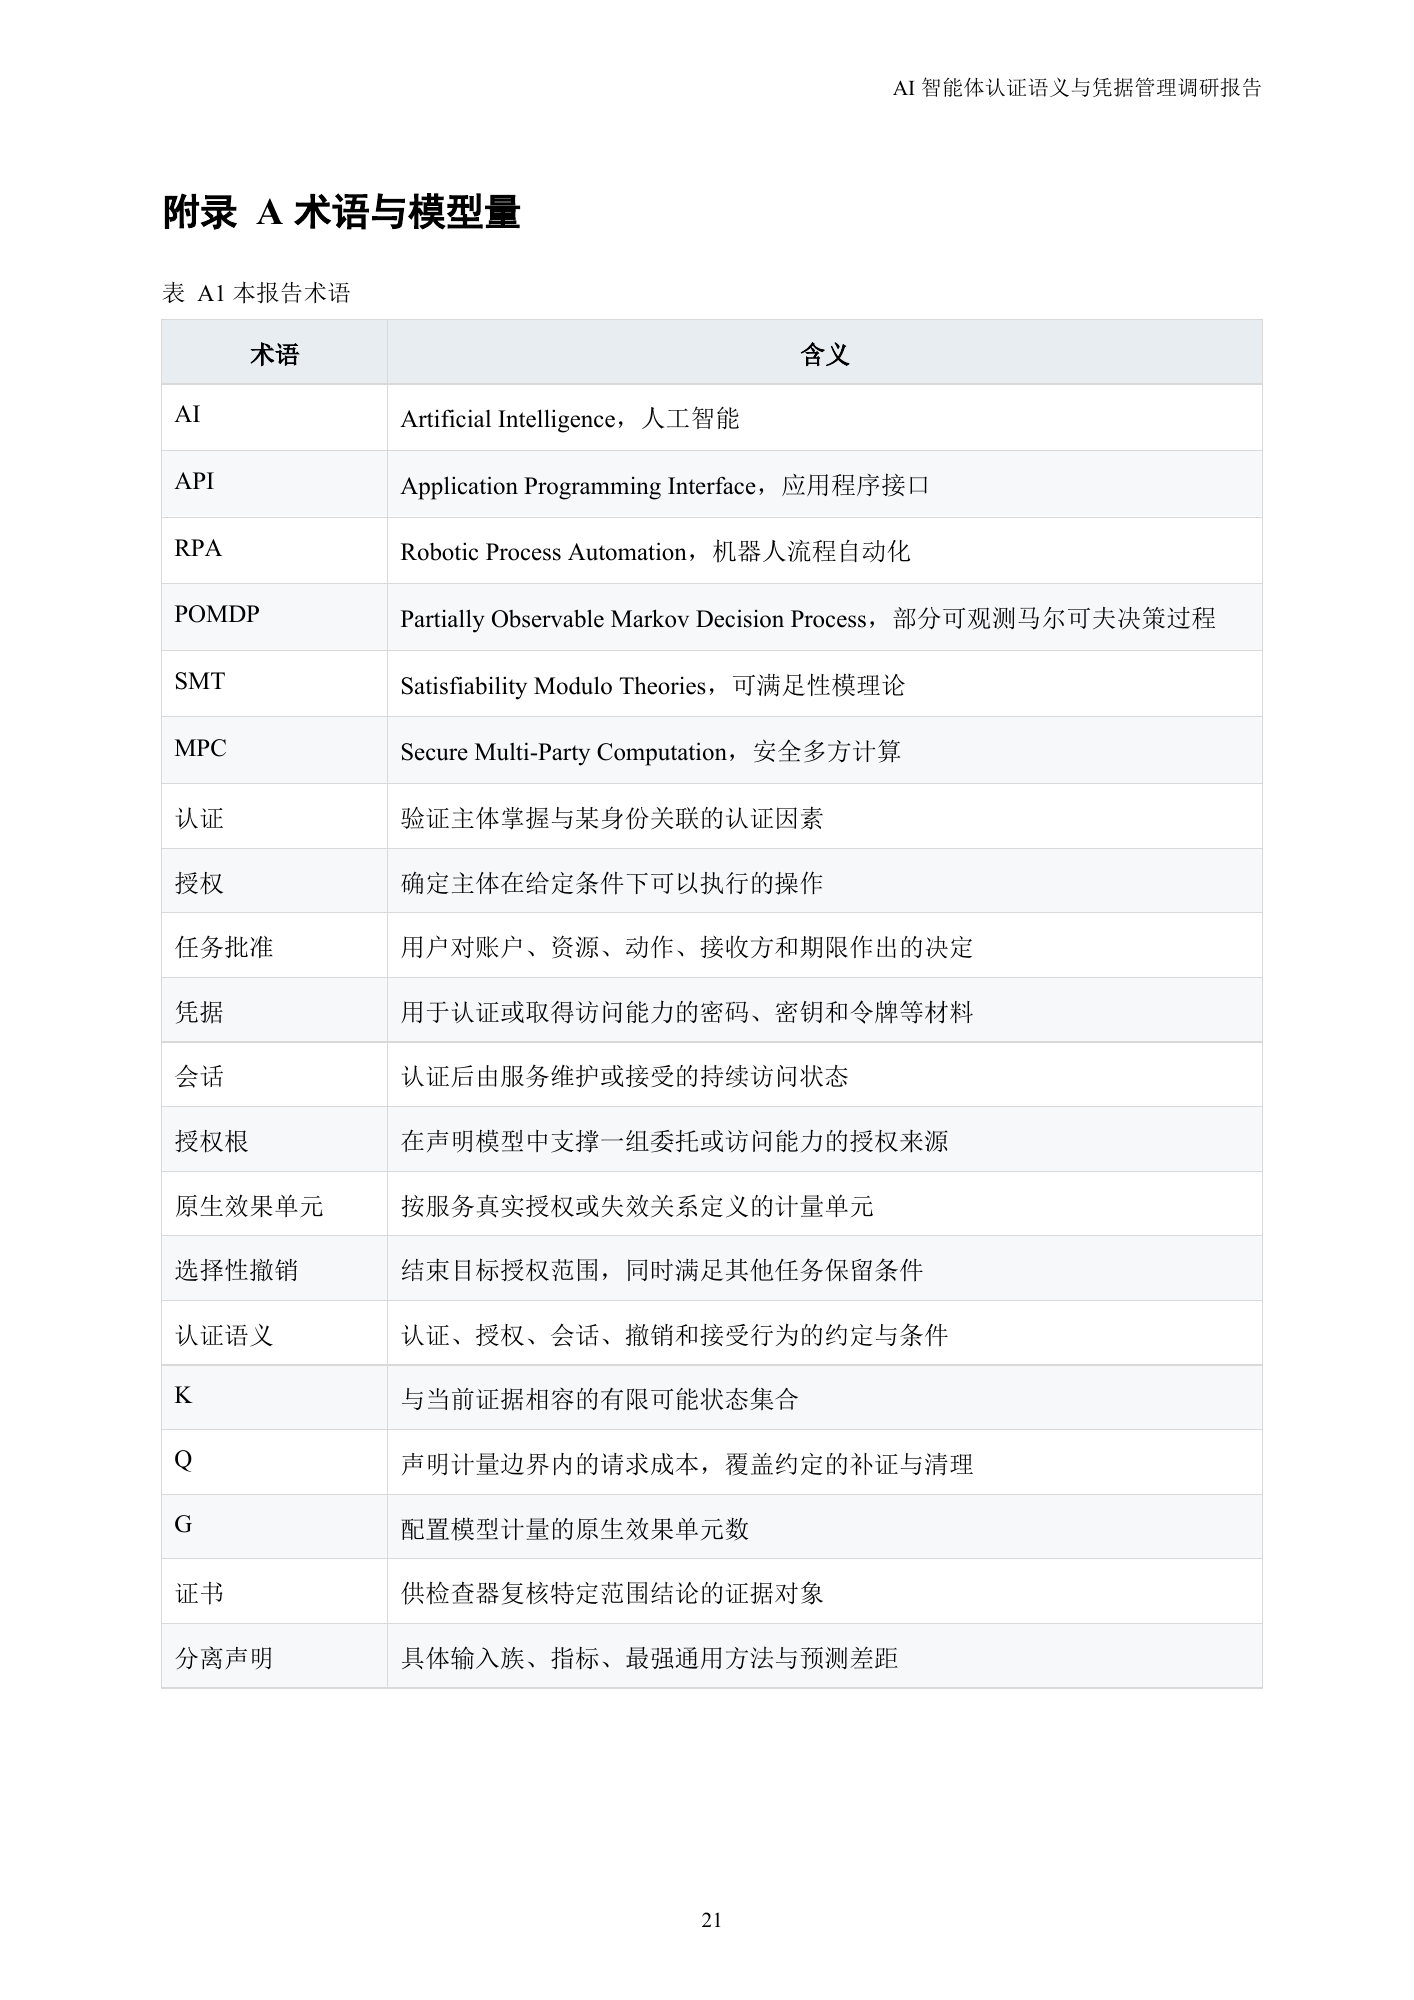 AI 智能体认证语义与凭据管理调研报告
附录 A 术语与模型量
表 A1 本报告术语
术语 含义
AI Artificial Intelligence，人工智能
API Application Programming Interface，应用程序接口
RPA Robotic Process Automation，机器人流程自动化
POMDP Partially Observable Markov Decision Process，部分可观测马尔可夫决策过程
SMT Satisfiability Modulo Theories，可满足性模理论
MPC Secure Multi-Party Computation，安全多方计算
认证 验证主体掌握与某身份关联的认证因素
授权 确定主体在给定条件下可以执行的操作
任务批准 用户对账户、资源、动作、接收方和期限作出的决定
凭据 用于认证或取得访问能力的密码、密钥和令牌等材料
会话 认证后由服务维护或接受的持续访问状态
授权根 在声明模型中支撑一组委托或访问能力的授权来源
原生效果单元 按服务真实授权或失效关系定义的计量单元
选择性撤销 结束目标授权范围，同时满足其他任务保留条件
认证语义 认证、授权、会话、撤销和接受行为的约定与条件
K 与当前证据相容的有限可能状态集合
Q 声明计量边界内的请求成本，覆盖约定的补证与清理
G 配置模型计量的原生效果单元数
证书 供检查器复核特定范围结论的证据对象
分离声明 具体输入族、指标、最强通用方法与预测差距
21